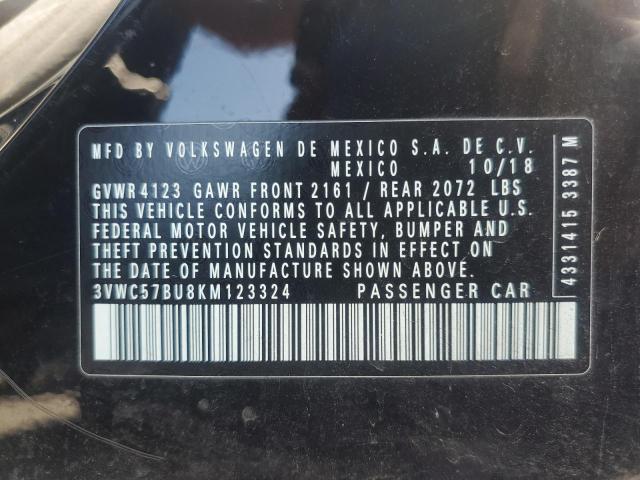 MFD BY VOLKSWAGEN DE MEXICO S.A. DE C.V.
MEXICO 10/18
GVWR 4123 GAWR FRONT 2161 / REAR 2072 LBS
THIS VEHICLE CONFORMS TO ALL APPLICABLE U.S.
FEDERAL MOTOR VEHICLE SAFETY, BUMPER AND
THEFT PREVENTION STANDARDS IN EFFECT ON
THE DATE OF MANUFACTURE SHOWN ABOVE.
3VWC57BU8KM123324 PASSENGER CAR
4331415 3387 M